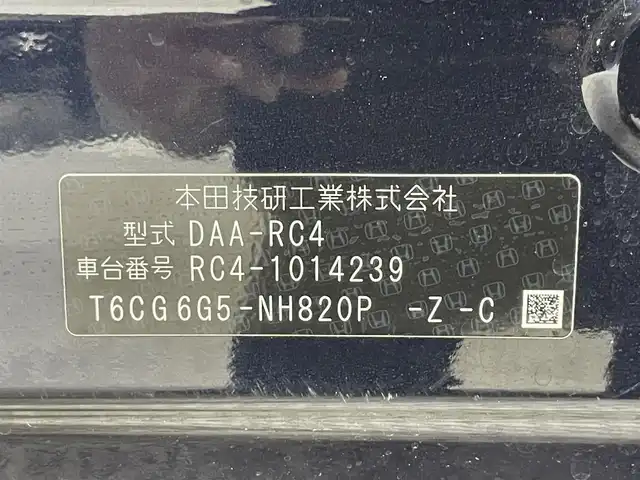 本田技研工業株式会社
型式 DAA-RC4
車台番号 RC4-1014239
T6CG6G5-NH820P -Z-C